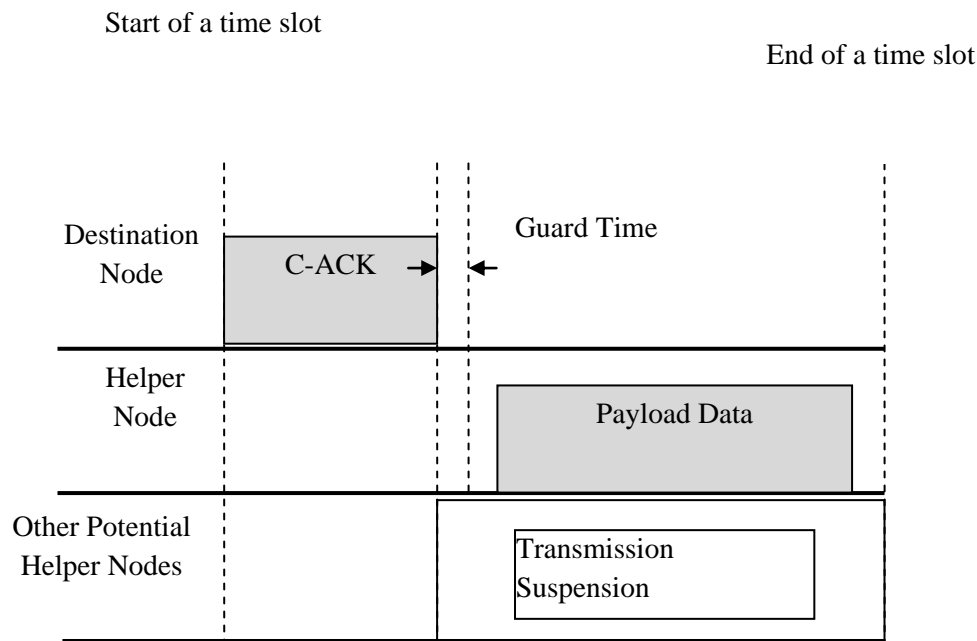 Start of a time slot
End of a time slot
Destination
Node
C-ACK
Guard Time
Helper
Node
Payload Data
Other Potential
Helper Nodes
Transmission
Suspension